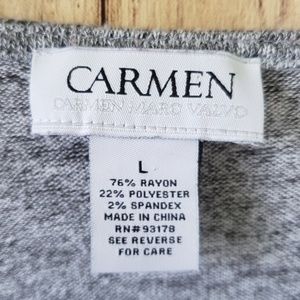 CARMEN
CARMEN MARC VALVO
L
76% RAYON
22% POLYESTER
2% SPANDEX
MADE IN CHINA
RN#93178
SEE REVERSE
FOR CARE